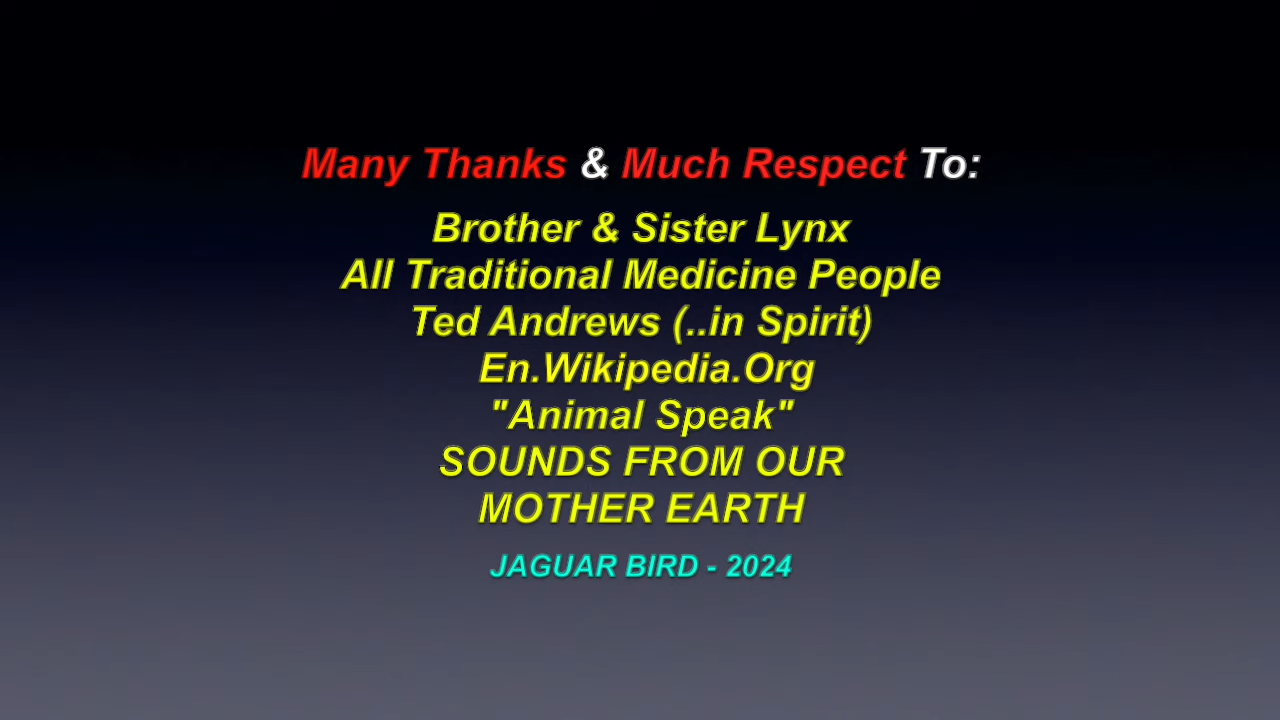 Many Thanks & Much Respect To:
Brother & Sister Lynx
All Traditional Medicine People
Ted Andrews (..in Spirit)
En.Wikipedia.Org
"Animal Speak"
SOUNDS FROM OUR
MOTHER EARTH
JAGUAR BIRD - 2024